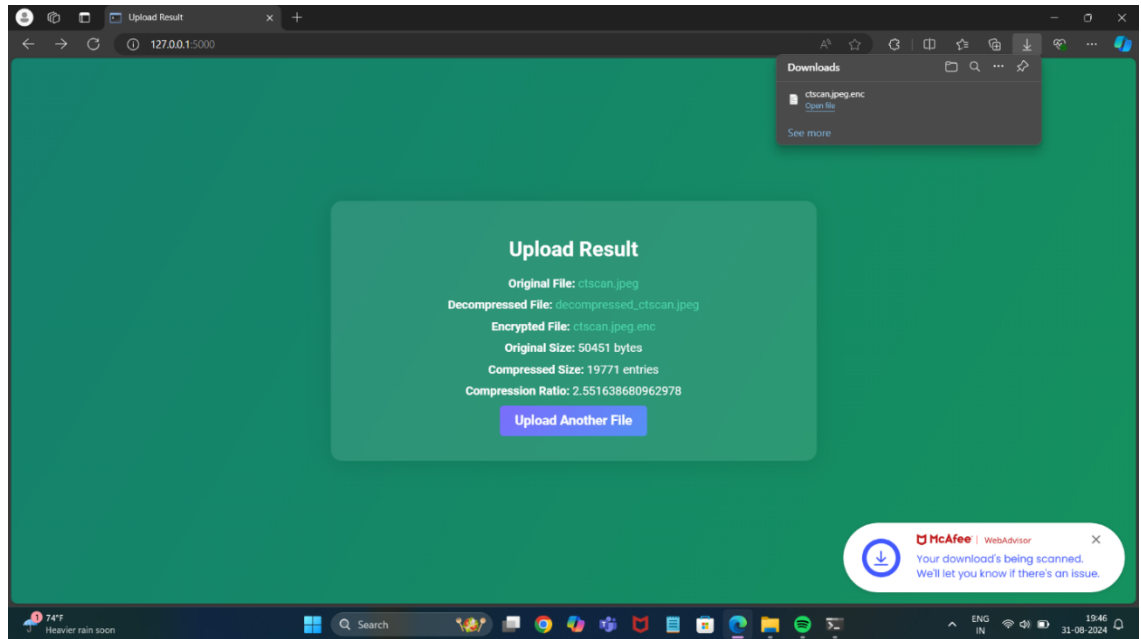 Upload Result
127.0.0.1:5000
Downloads
ctscan.jpeg.enc
Open file
See more
Upload Result
Original File: ctscan.jpeg
Decompressed File: decompressed_ctscan.jpeg
Encrypted File: ctscan.jpeg.enc
Original Size: 50451 bytes
Compressed Size: 19771 entries
Compression Ratio: 2.551638680962978
Upload Another File
McAfee | WebAdvisor
Your download's being scanned.
We'll let you know if there's an issue.
1
74°F
Heavier rain soon
Search
ENG
IN
19:46
31-08-2024